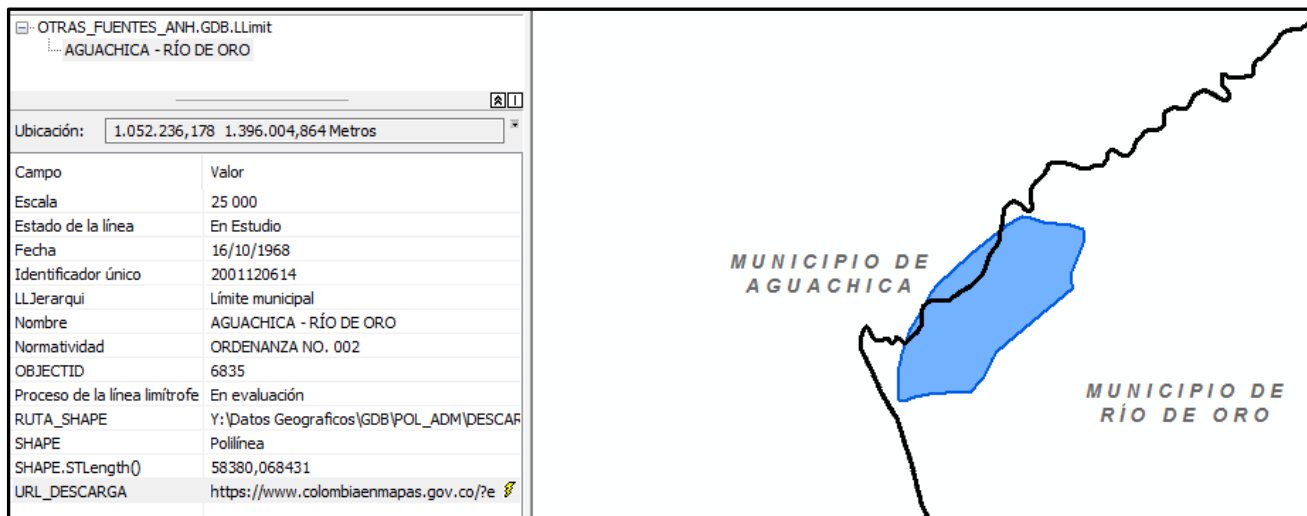 OTRAS_FUENTES_ANH.GDB.LLimit
AGUACHICA - RÍO DE ORO
Ubicación: 1.052.236,178 1.396.004,864 Metros
Campo Valor
Escala 25 000
Estado de la línea En Estudio
Fecha 16/10/1968
Identificador único 2001120614
LLJerarqui Límite municipal
Nombre AGUACHICA - RÍO DE ORO
Normatividad ORDENANZA NO. 002
OBJECTID 6835
Proceso de la línea limítrofe En evaluación
RUTA_SHAPE Y:\Datos Geograficos\GDB\POL_ADM\DESCAR
SHAPE Polilínea
SHAPE.STLength() 58380,068431
URL_DESCARGA https://www.colombiaenmapas.gov.co/?e
MUNICIPIO DE
AGUACHICA
MUNICIPIO DE
RÍO DE ORO